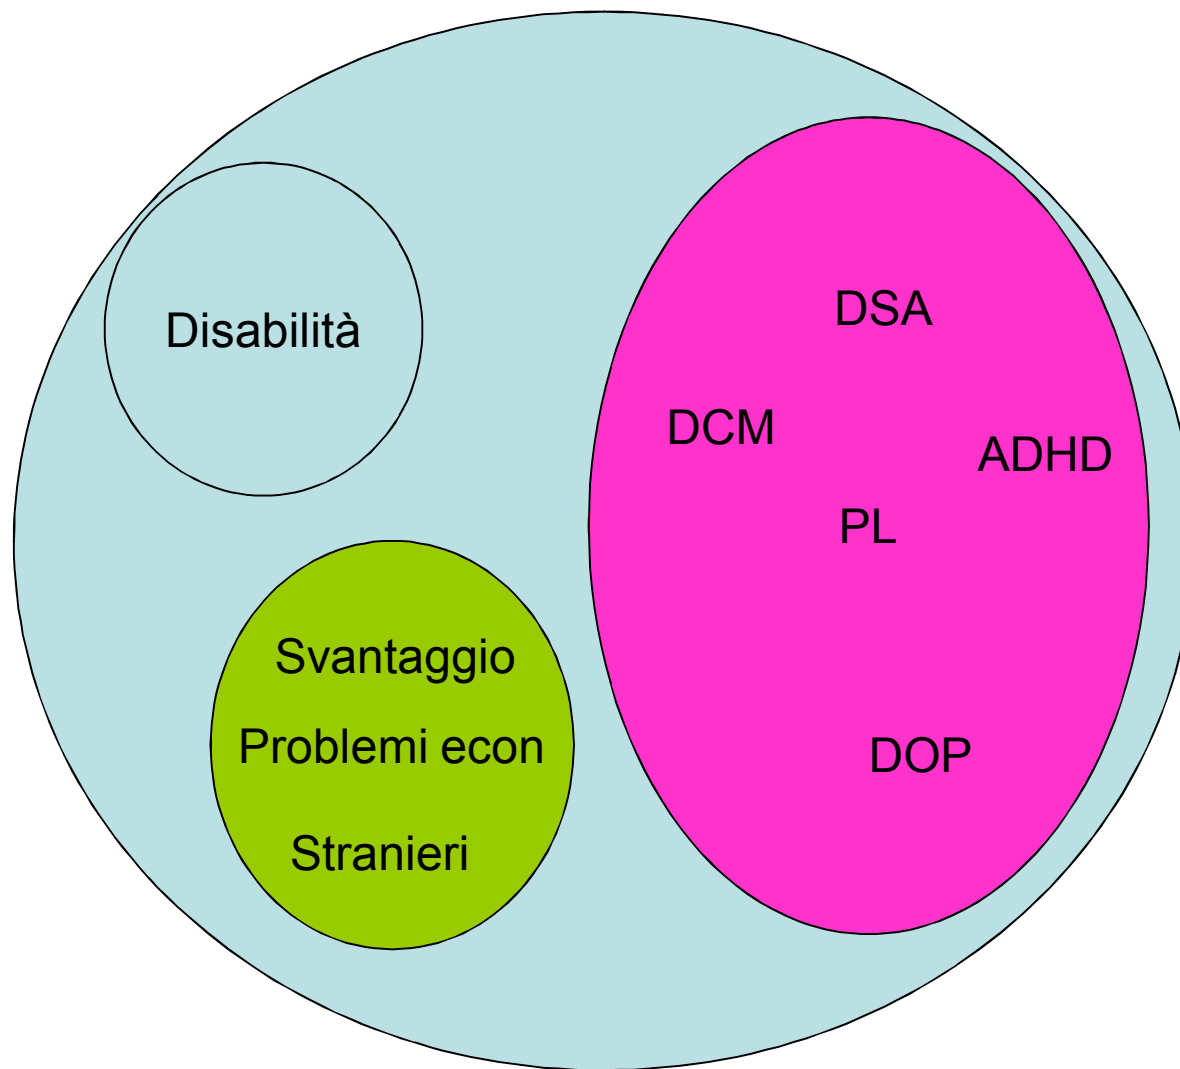 Disabilità
Svantaggio
Problemi econ
Stranieri
DSA
DCM
ADHD
PL
DOP